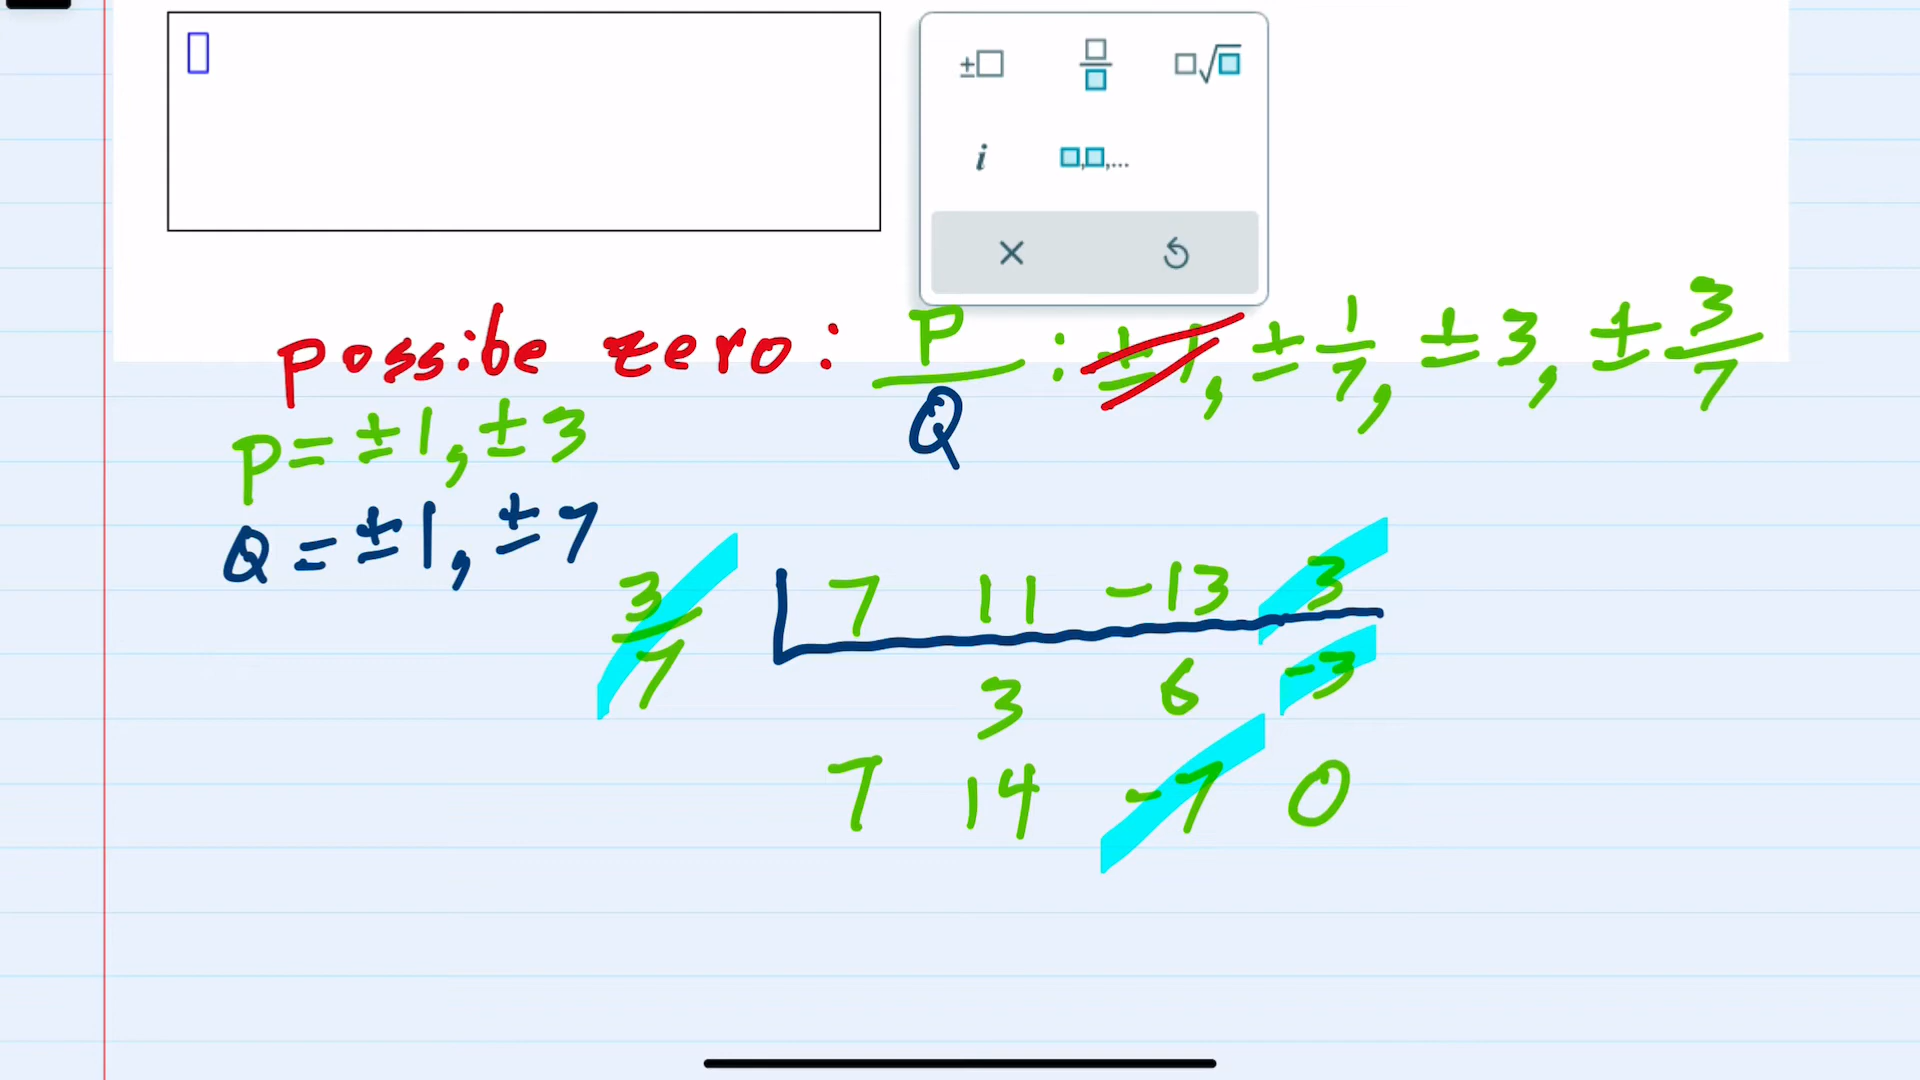 ±□ □/□ □√□
i □,□,...
× ↺
possibe zero: P/Q : ±1, ±1/7, ±3, ±3/7
P = ±1, ±3
Q = ±1, ±7
3/7 7 11 -13 3
3 6 -3
7 14 -7 0